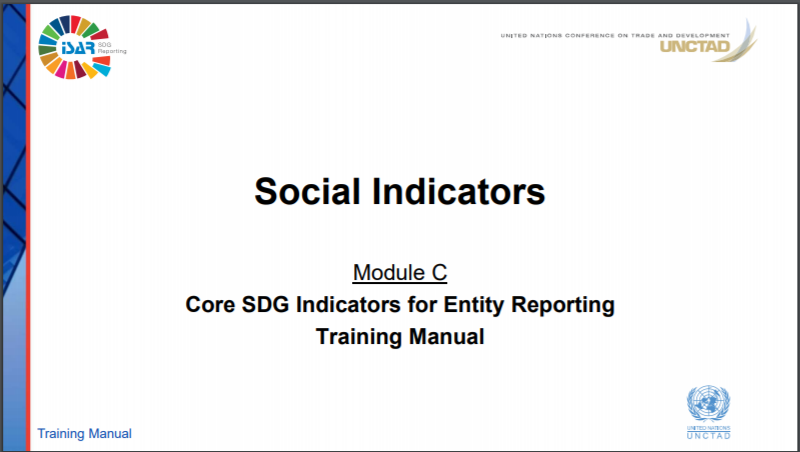 iSAR SDG
Reporting
UNITED NATIONS CONFERENCE ON TRADE AND DEVELOPMENT
UNCTAD
Social Indicators
Module C
Core SDG Indicators for Entity Reporting
Training Manual
UNITED NATIONS
UNCTAD
Training Manual